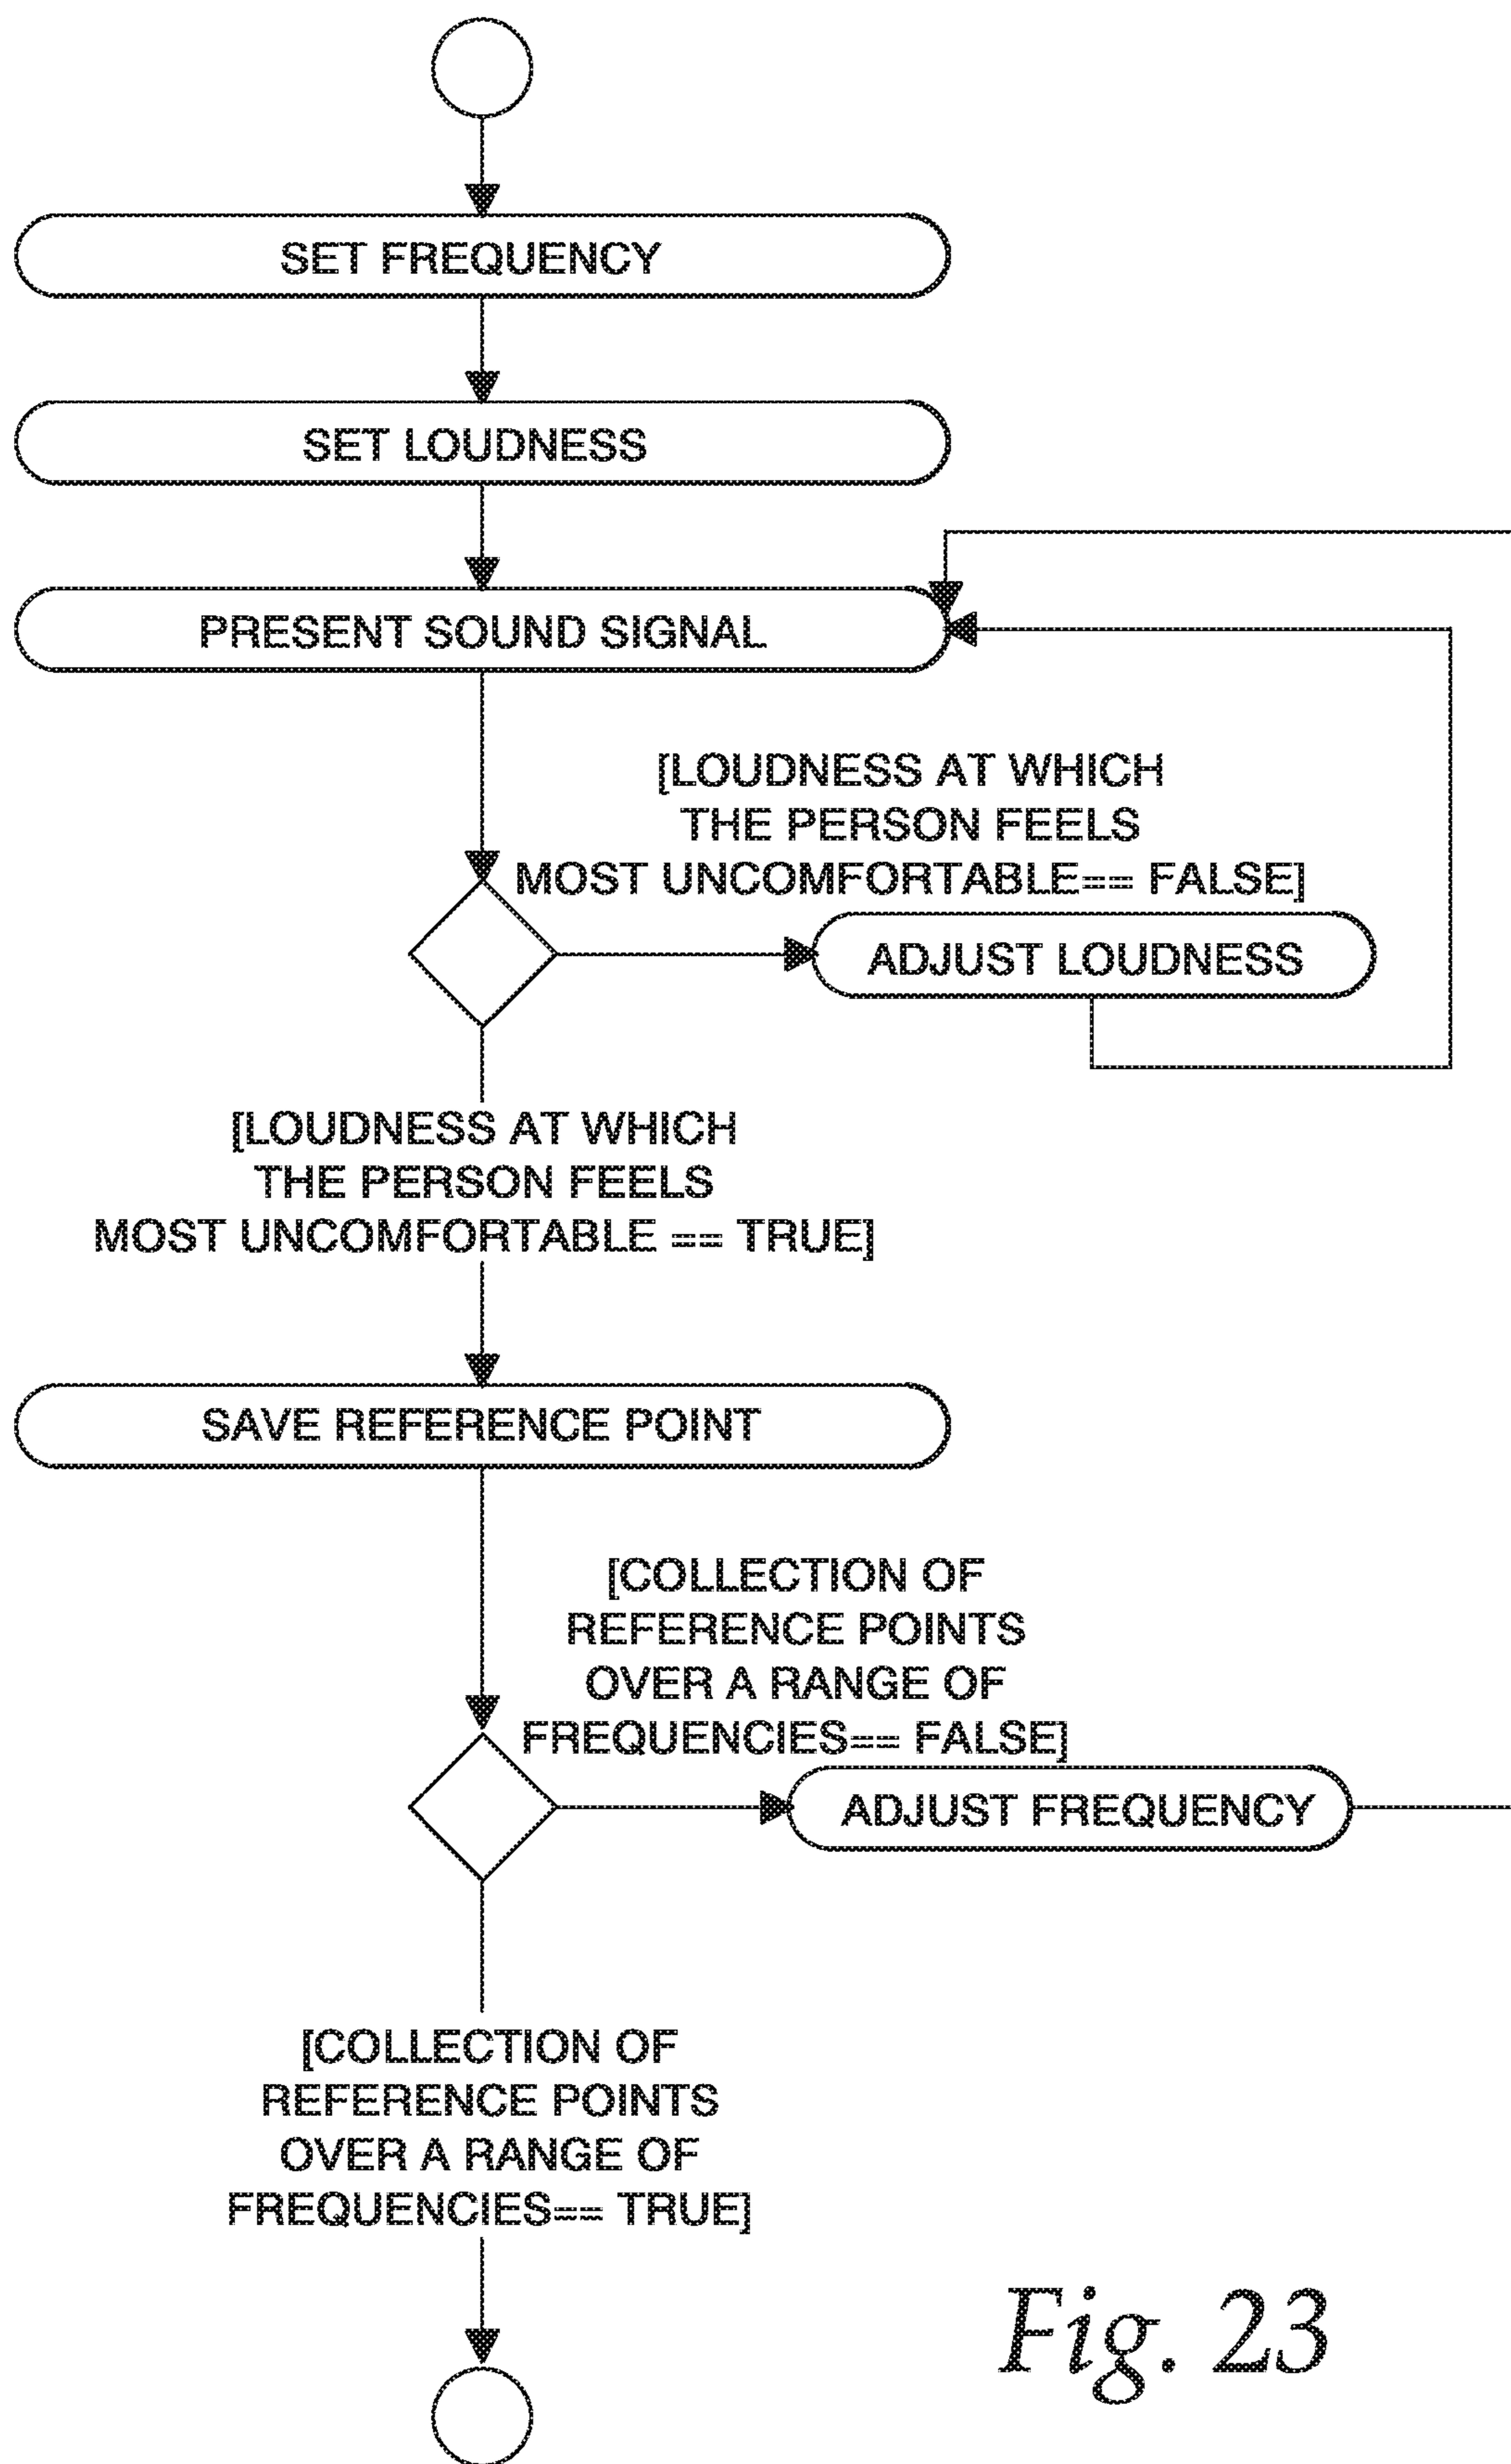 SET FREQUENCY
SET LOUDNESS
PRESENT SOUND SIGNAL
[LOUDNESS AT WHICH
THE PERSON FEELS
MOST UNCOMFORTABLE== FALSE]
ADJUST LOUDNESS
[LOUDNESS AT WHICH
THE PERSON FEELS
MOST UNCOMFORTABLE == TRUE]
SAVE REFERENCE POINT
[COLLECTION OF
REFERENCE POINTS
OVER A RANGE OF
FREQUENCIES== FALSE]
ADJUST FREQUENCY
[COLLECTION OF
REFERENCE POINTS
OVER A RANGE OF
FREQUENCIES== TRUE]
Fig. 23